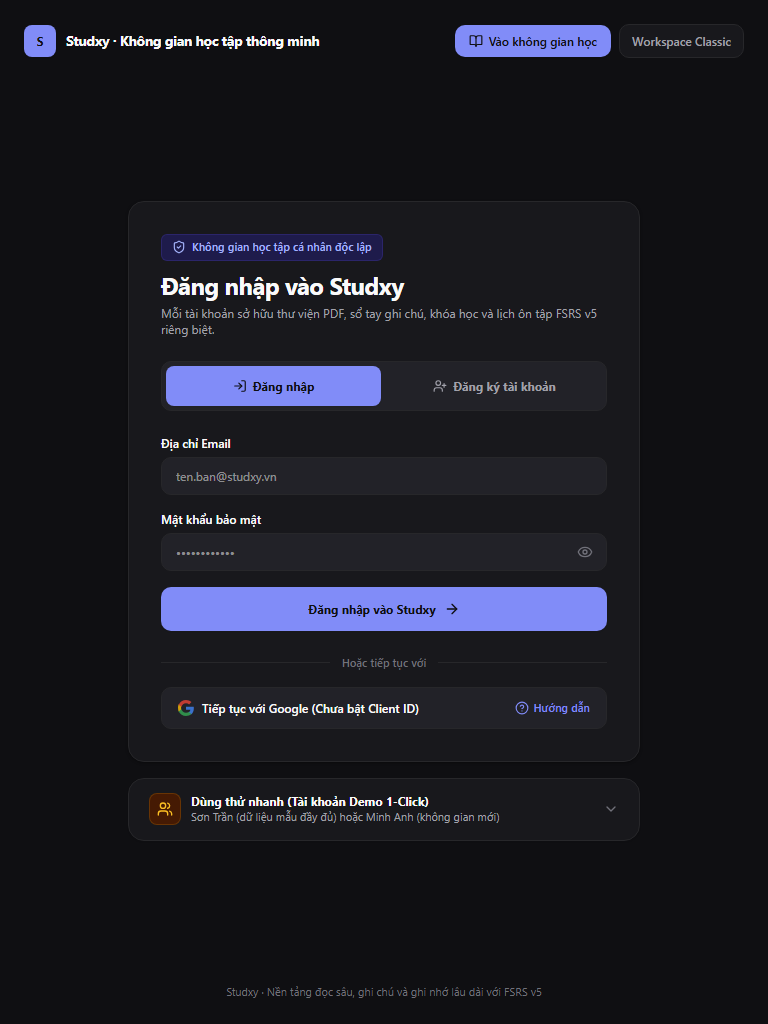 S
Studxy · Không gian học tập thông minh
Vào không gian học
Workspace Classic
Không gian học tập cá nhân độc lập
Đăng nhập vào Studxy
Mỗi tài khoản sở hữu thư viện PDF, sổ tay ghi chú, khóa học và lịch ôn tập FSRS v5
riêng biệt.
Đăng nhập
Đăng ký tài khoản
Địa chỉ Email
ten.ban@studxy.vn
Mật khẩu bảo mật
••••••••••••
Đăng nhập vào Studxy
Hoặc tiếp tục với
Tiếp tục với Google (Chưa bật Client ID)
Hướng dẫn
Dùng thử nhanh (Tài khoản Demo 1-Click)
Sơn Trần (dữ liệu mẫu đầy đủ) hoặc Minh Anh (không gian mới)
Studxy · Nền tảng đọc sâu, ghi chú và ghi nhớ lâu dài với FSRS v5